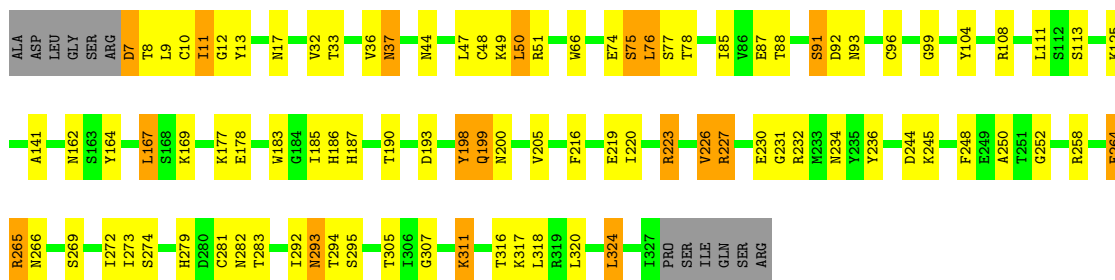 ALA ASP LEU GLY SER ARG D7 T8 L9 C10 I11 G12 Y13 N17 V32 T33 V36 N37 N44 L47 C48 K49 L50 R51 W66 E74 S75 L76 S77 T78 I85 V86 E87 T88 S91 D92 N93 C96 G99 Y104 R108 L111 S112 S113 K125
A141 N162 S163 Y164 L167 S168 K169 K177 E178 W183 G184 I185 H186 H187 T190 D193 Y198 Q199 N200 V205 F216 E219 I220 R223 V226 R227 E230 G231 R232 M233 N234 Y235 Y236 D244 K245 F248 E249 A250 T251 G252 R258
R265 N266 S269 I272 I273 S274 H279 D280 C281 N282 T283 I292 N293 T294 S295 T305 I306 G307 K311 T316 K317 L318 R319 L320 L324 I327 PRO SER ILE GLN SER ARG